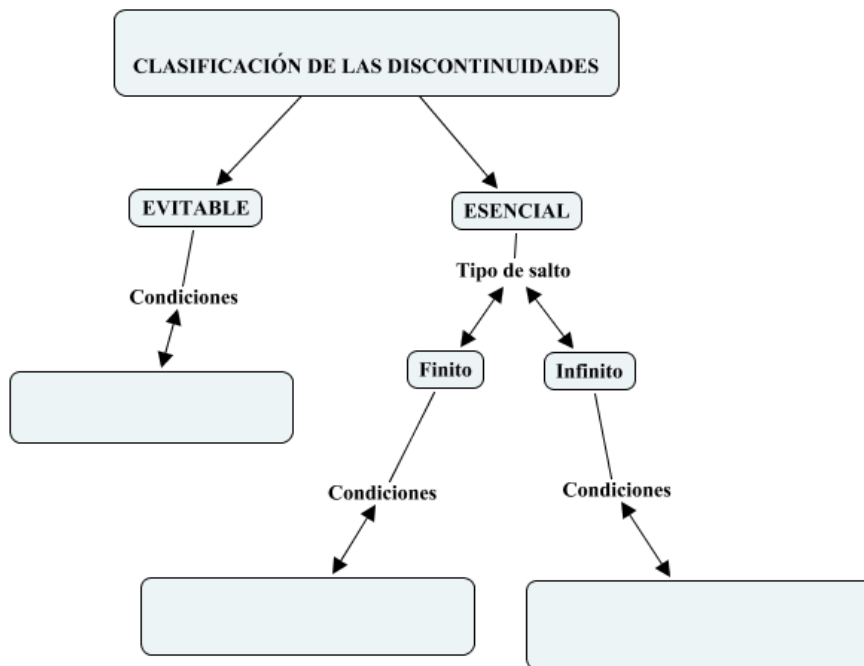 CLASIFICACIÓN DE LAS DISCONTINUIDADES
EVITABLE
ESENCIAL
Tipo de salto
Condiciones
Finito
Infinito
Condiciones
Condiciones